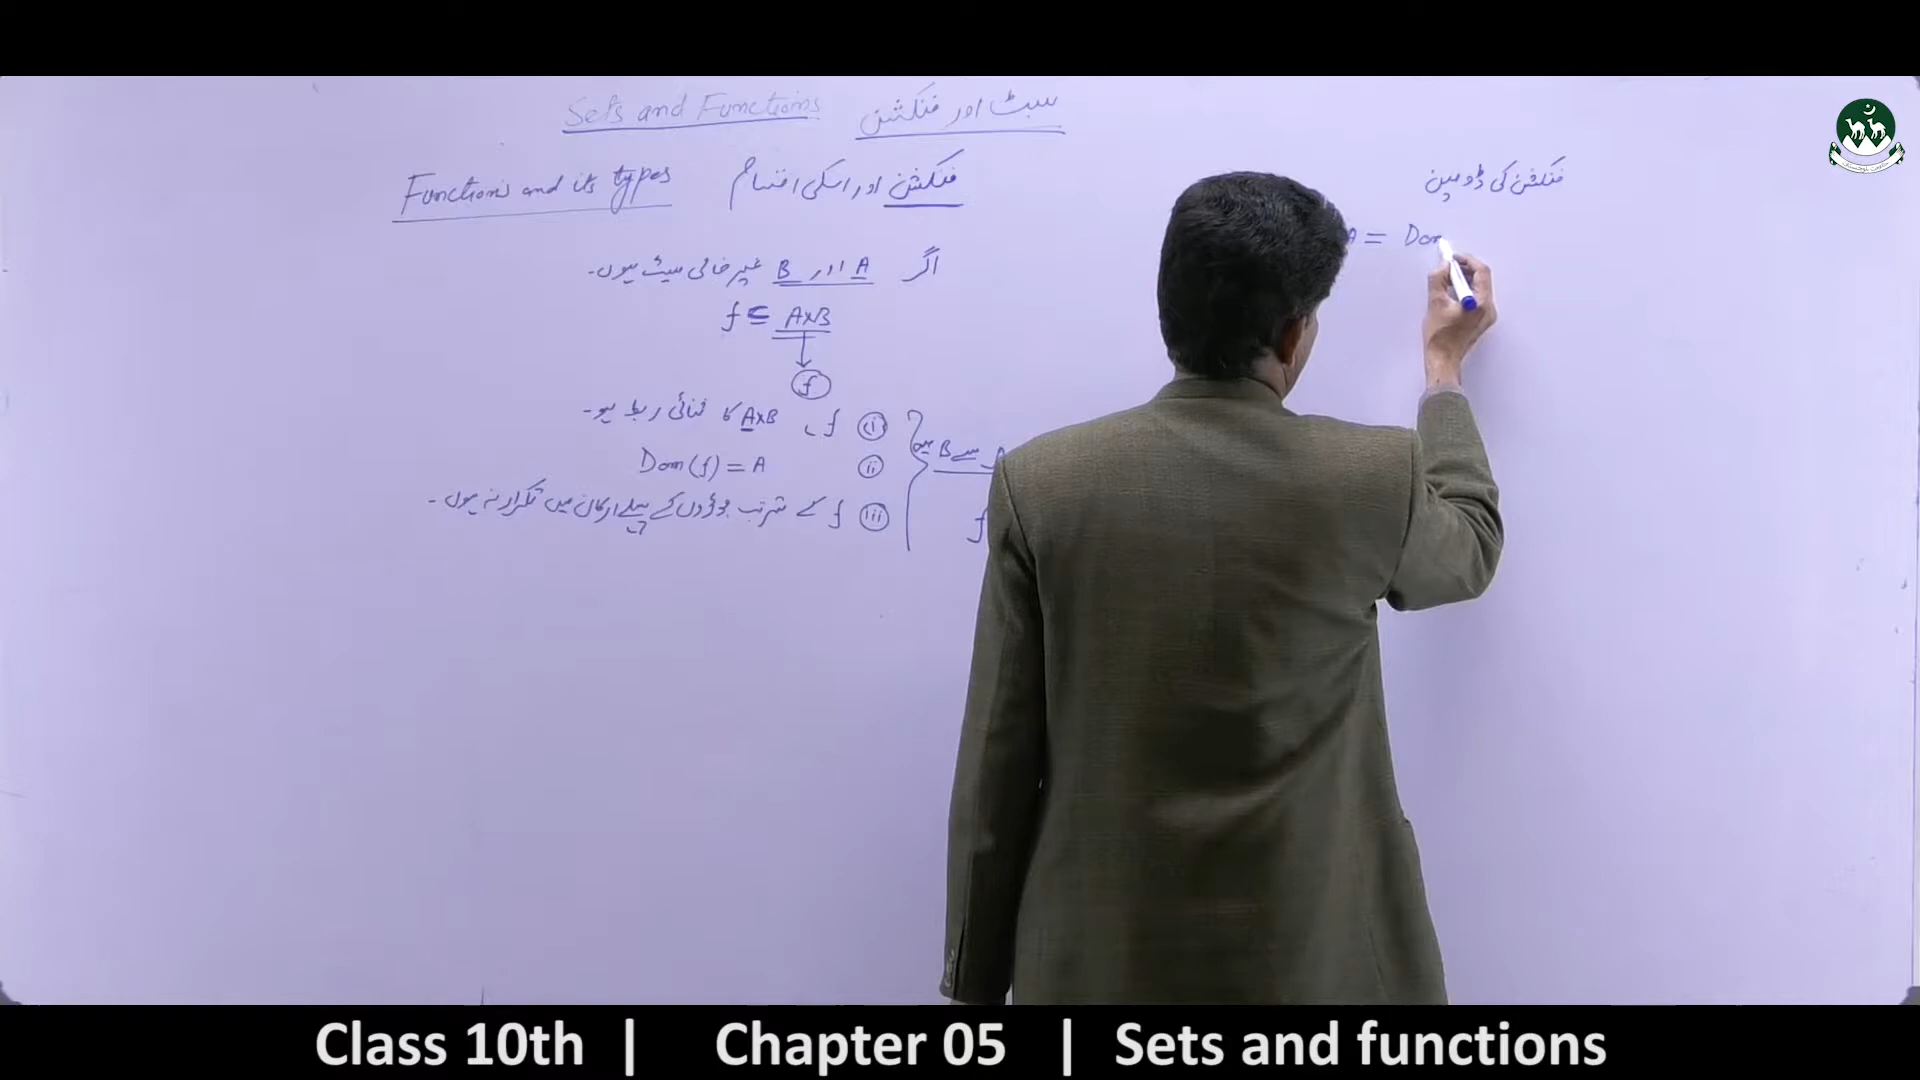 Sets and Functions سیٹ اور فنکشن
Functions and its types فنکشن اور اسکی اقسام
اگر A اور B غیر خالی سیٹ ہوں۔
f ⊆ A×B
f
(i) f، A×B کا ثنائی ربط ہو۔
(ii) Dom(f) = A
(iii) f کے مترتب جوڑوں کے پہلے ارکان میں تکرار نہ ہوں۔
سے B
f
فنکشن کی ڈومین
A = Dom
Class 10th | Chapter 05 | Sets and functions